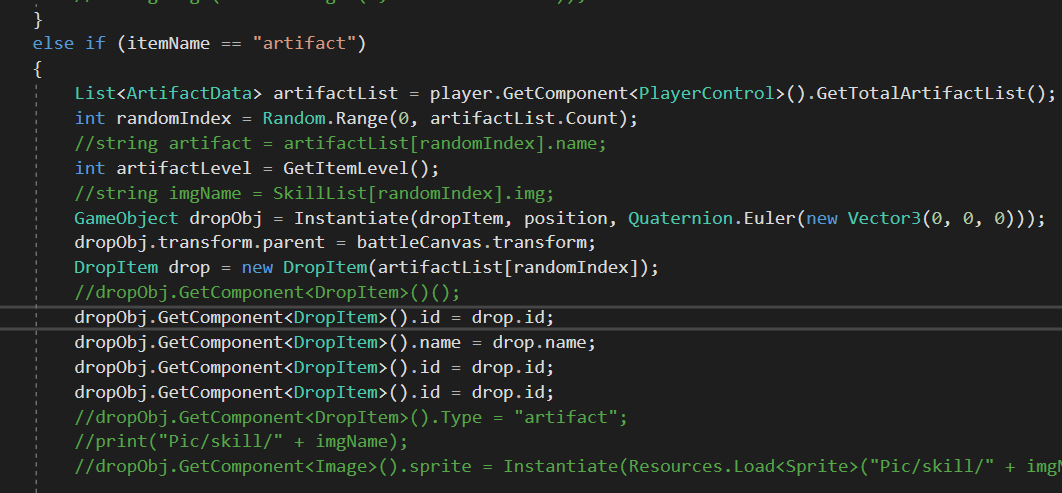 }
else if (itemName == "artifact")
{
List<ArtifactData> artifactList = player.GetComponent<PlayerControl>().GetTotalArtifactList();
int randomIndex = Random.Range(0, artifactList.Count);
//string artifact = artifactList[randomIndex].name;
int artifactLevel = GetItemLevel();
//string imgName = SkillList[randomIndex].img;
GameObject dropObj = Instantiate(dropItem, position, Quaternion.Euler(new Vector3(0, 0, 0)));
dropObj.transform.parent = battleCanvas.transform;
DropItem drop = new DropItem(artifactList[randomIndex]);
//dropObj.GetComponent<DropItem>()();
dropObj.GetComponent<DropItem>().id = drop.id;
dropObj.GetComponent<DropItem>().name = drop.name;
dropObj.GetComponent<DropItem>().id = drop.id;
dropObj.GetComponent<DropItem>().id = drop.id;
//dropObj.GetComponent<DropItem>().Type = "artifact";
//print("Pic/skill/" + imgName);
//dropObj.GetComponent<Image>().sprite = Instantiate(Resources.Load<Sprite>("Pic/skill/" +